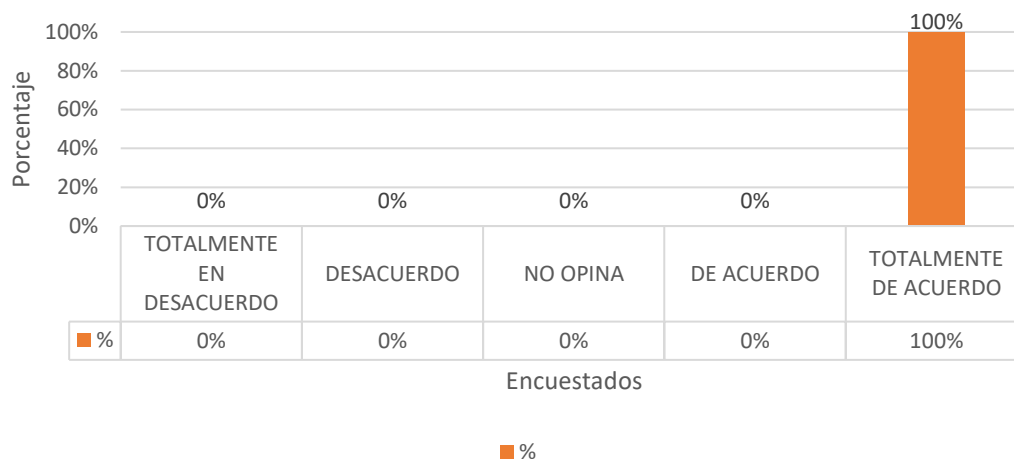 100%
100%
80%
60%
40%
20%
0%
Porcentaje
0%
0%
0%
0%
TOTALMENTE
EN
DESACUERDO
DESACUERDO
NO OPINA
DE ACUERDO
TOTALMENTE
DE ACUERDO
%
0%
0%
0%
0%
100%
Encuestados
%